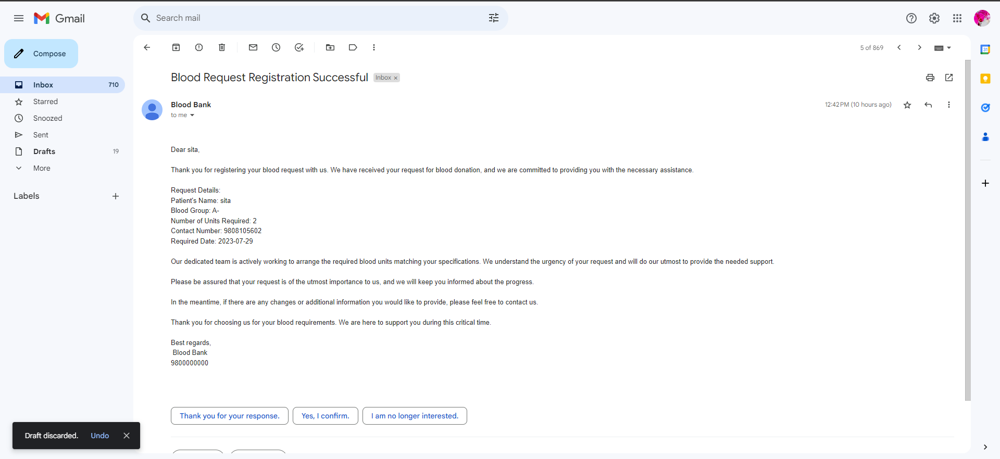 Gmail
Search mail
Compose
5 of 869
Inbox 710
Starred
Snoozed
Sent
Drafts 19
More
Labels
Blood Request Registration Successful Inbox x
Blood Bank
to me
12:42 PM (10 hours ago)
Dear sita,
Thank you for registering your blood request with us. We have received your request for blood donation, and we are committed to providing you with the necessary assistance.
Request Details:
Patient's Name: sita
Blood Group: A-
Number of Units Required: 2
Contact Number: 9808105602
Required Date: 2023-07-29
Our dedicated team is actively working to arrange the required blood units matching your specifications. We understand the urgency of your request and will do our utmost to provide the needed support.
Please be assured that your request is of the utmost importance to us, and we will keep you informed about the progress.
In the meantime, if there are any changes or additional information you would like to provide, please feel free to contact us.
Thank you for choosing us for your blood requirements. We are here to support you during this critical time.
Best regards,
Blood Bank
9800000000
Thank you for your response.
Yes, I confirm.
I am no longer interested.
Draft discarded. Undo
31